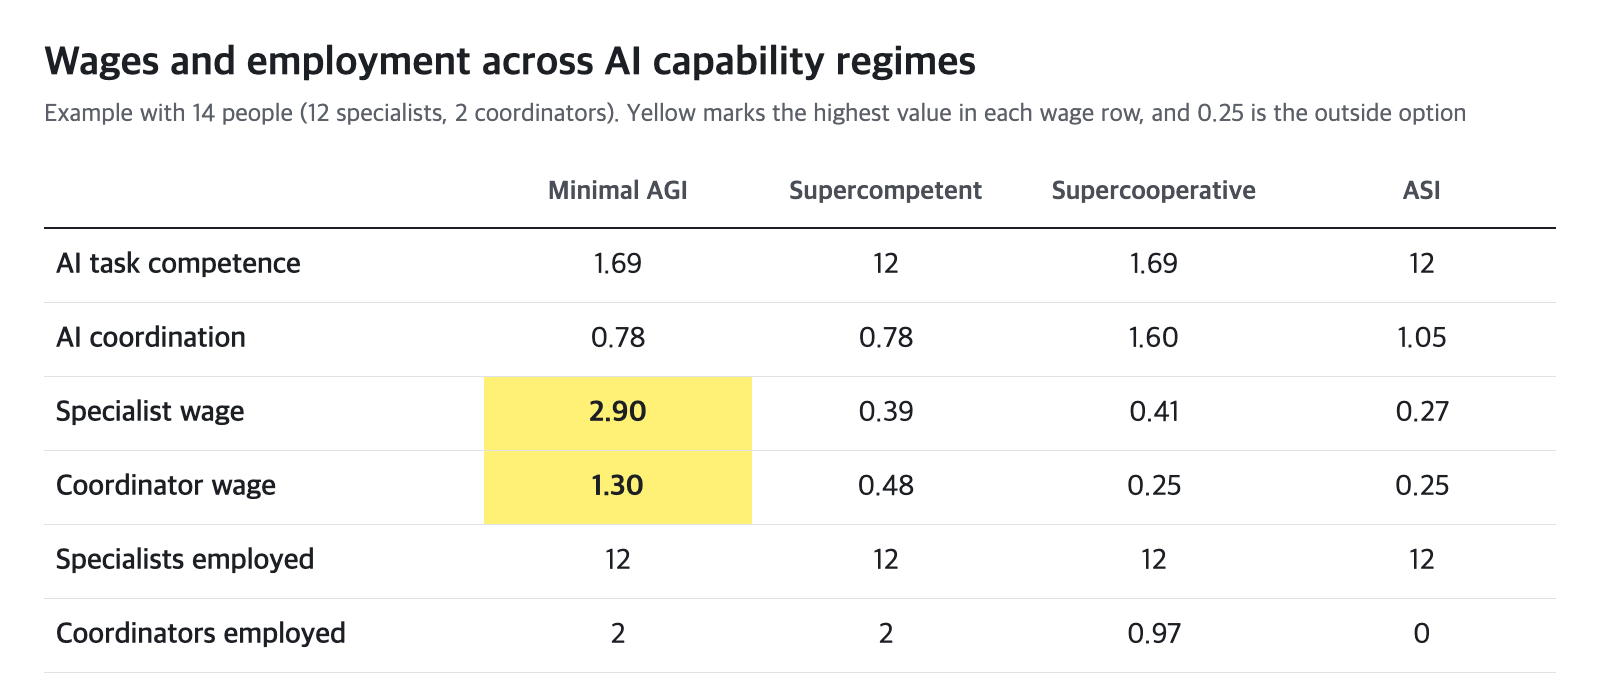 Wages and employment across AI capability regimes
Example with 14 people (12 specialists, 2 coordinators). Yellow marks the highest value in each wage row, and 0.25 is the outside option
Minimal AGI Supercompetent Supercooperative ASI
AI task competence 1.69 12 1.69 12
AI coordination 0.78 0.78 1.60 1.05
Specialist wage 2.90 0.39 0.41 0.27
Coordinator wage 1.30 0.48 0.25 0.25
Specialists employed 12 12 12 12
Coordinators employed 2 2 0.97 0